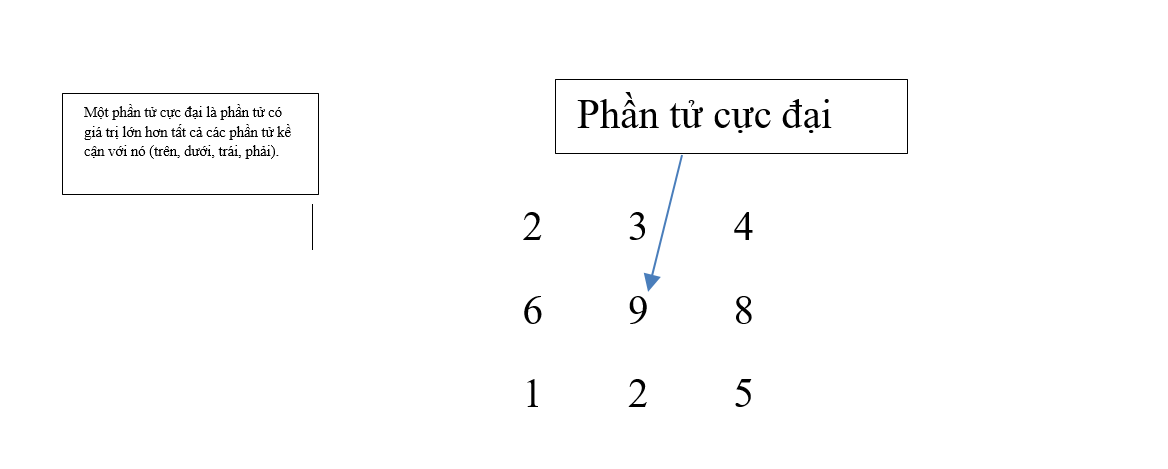 Một phần tử cực đại là phần tử có
giá trị lớn hơn tất cả các phần tử kề
cận với nó (trên, dưới, trái, phải).
Phần tử cực đại
2 3 4
6 9 8
1 2 5